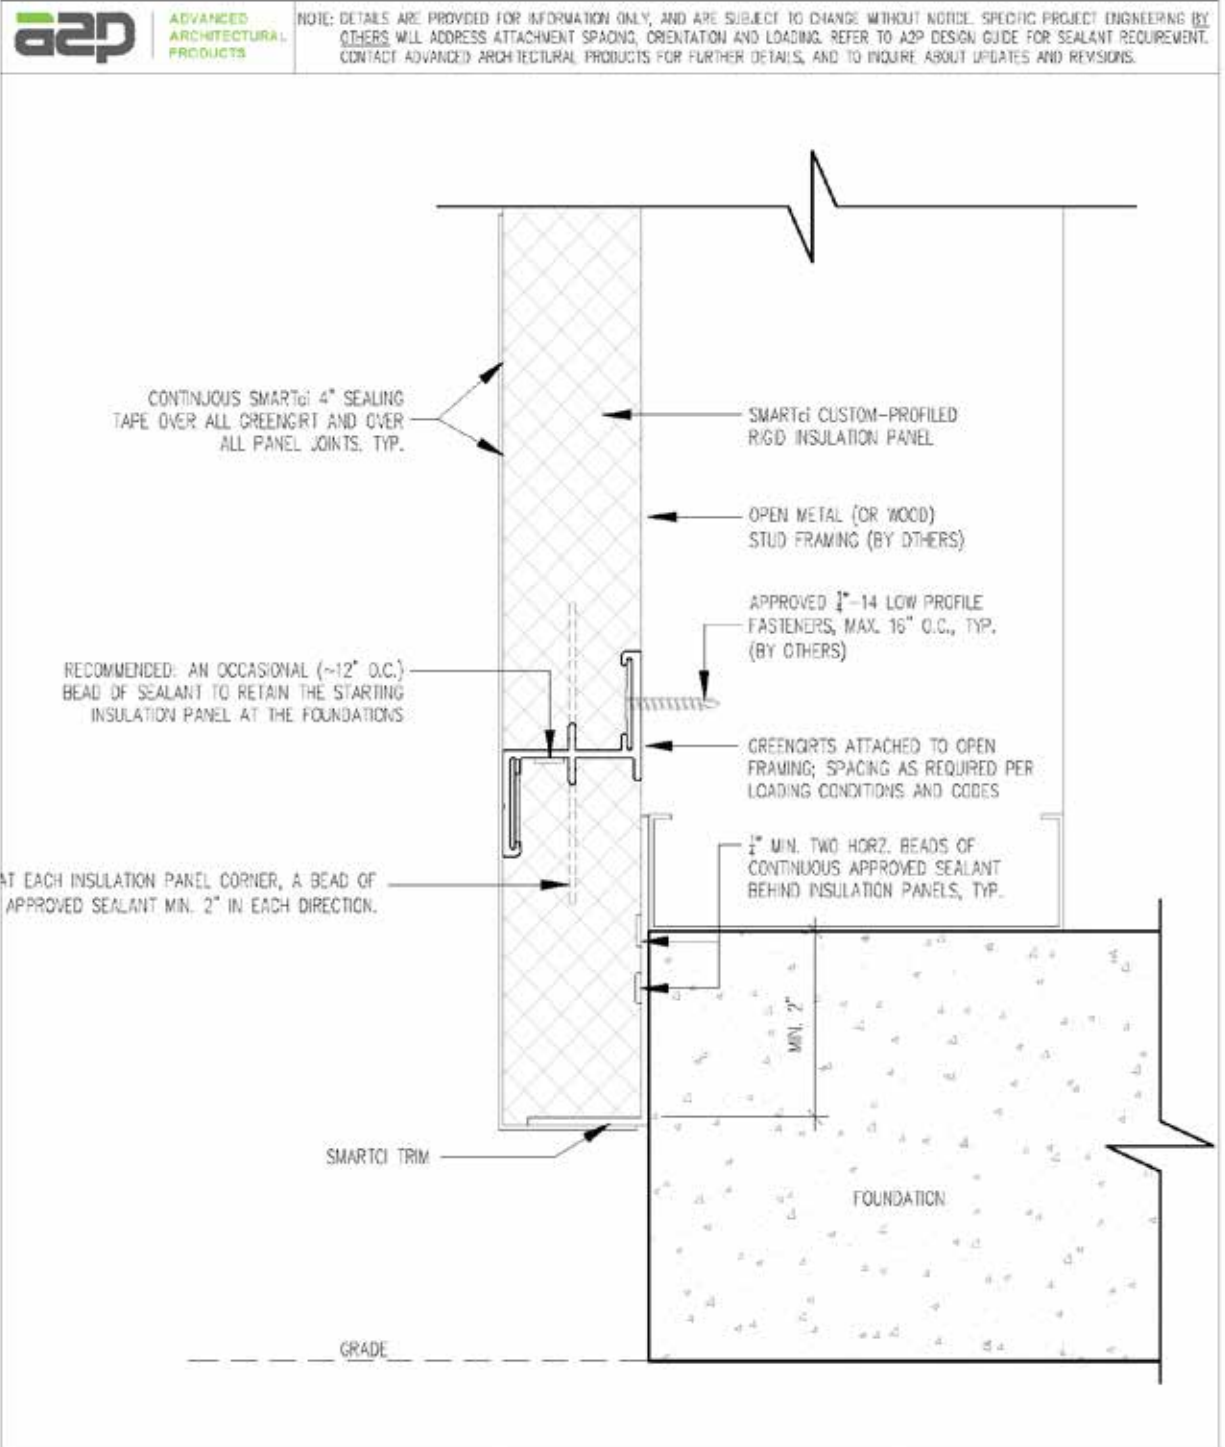 a2p
ADVANCED
ARCHITECTURAL
PRODUCTS
NOTE: DETAILS ARE PROVIDED FOR INFORMATION ONLY, AND ARE SUBJECT TO CHANGE WITHOUT NOTICE. SPECIFIC PROJECT ENGINEERING BY
OTHERS WILL ADDRESS ATTACHMENT SPACING, ORIENTATION AND LOADING. REFER TO A2P DESIGN GUIDE FOR SEALANT REQUIREMENT.
CONTACT ADVANCED ARCHITECTURAL PRODUCTS FOR FURTHER DETAILS, AND TO INQUIRE ABOUT UPDATES AND REVISIONS.
CONTINUOUS SMARTci 4" SEALING
TAPE OVER ALL GREENGIRT AND OVER
ALL PANEL JOINTS, TYP.
SMARTci CUSTOM-PROFILED
RIGID INSULATION PANEL
OPEN METAL (OR WOOD)
STUD FRAMING (BY OTHERS)
APPROVED "-14 LOW PROFILE
FASTENERS, MAX. 16" O.C., TYP.
(BY OTHERS)
RECOMMENDED: AN OCCASIONAL (~12" O.C.)
BEAD OF SEALANT TO RETAIN THE STARTING
INSULATION PANEL AT THE FOUNDATIONS
GREENGIRTS ATTACHED TO OPEN
FRAMING; SPACING AS REQUIRED PER
LOADING CONDITIONS AND CODES
" MIN. TWO HORZ. BEADS OF
CONTINUOUS APPROVED SEALANT
BEHIND INSULATION PANELS, TYP.
AT EACH INSULATION PANEL CORNER, A BEAD OF
APPROVED SEALANT MIN. 2" IN EACH DIRECTION.
MIN. 2"
SMARTCI TRIM
FOUNDATION
GRADE